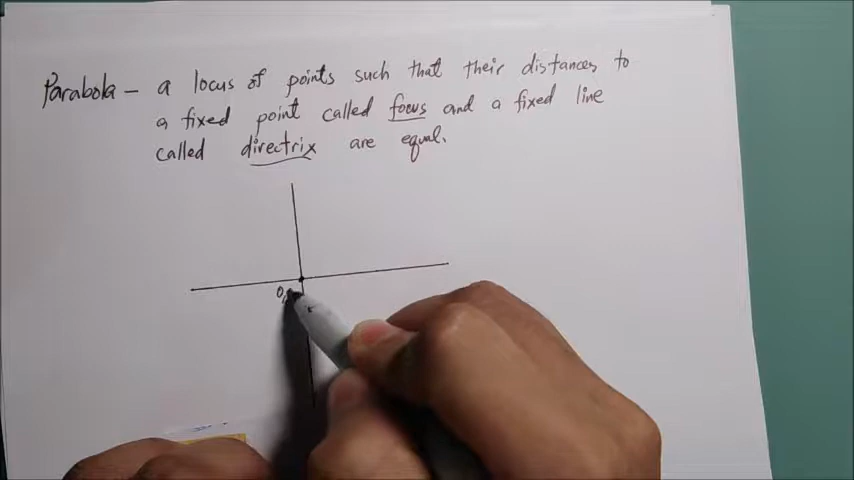 Parabola - a locus of points such that their distances to
a fixed point called focus and a fixed line
called directrix are equal.
0,